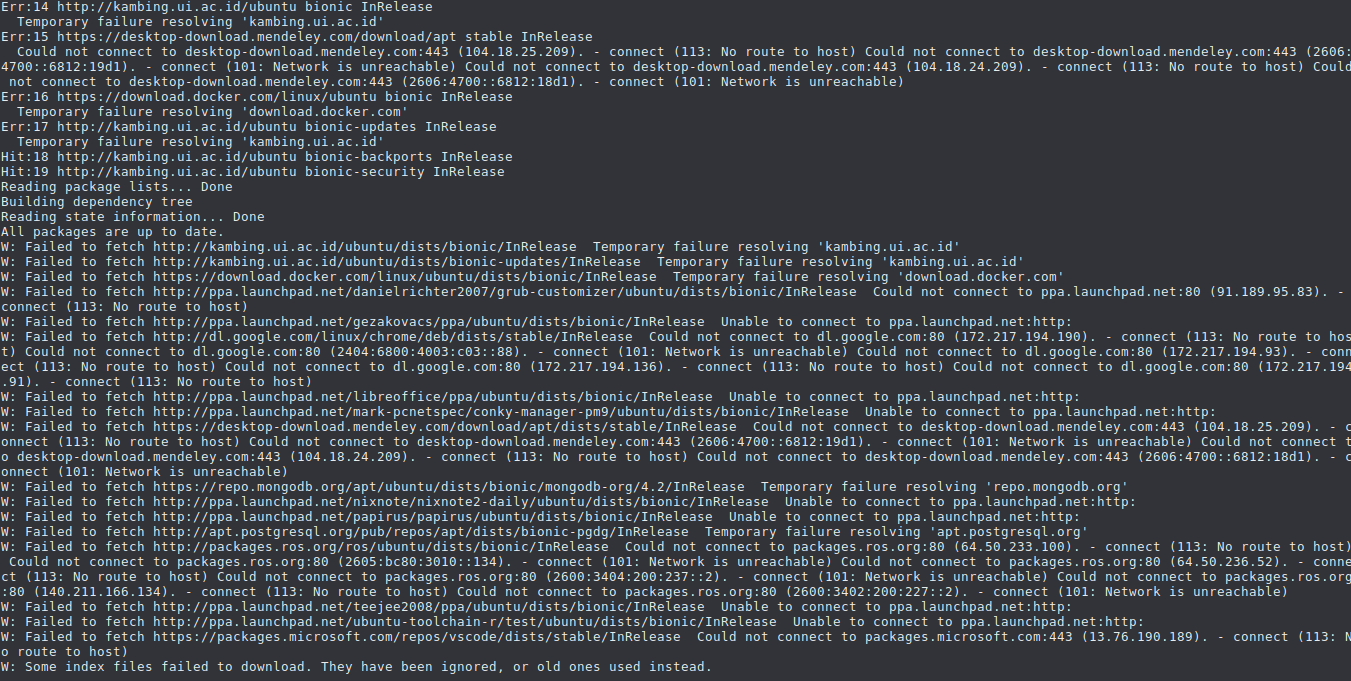 Err:14 http://kambing.ui.ac.id/ubuntu bionic InRelease
  Temporary failure resolving 'kambing.ui.ac.id'
Err:15 https://desktop-download.mendeley.com/download/apt stable InRelease
  Could not connect to desktop-download.mendeley.com:443 (104.18.25.209). - connect (113: No route to host) Could not connect to desktop-download.mendeley.com:443 (2606:
4700::6812:19d1). - connect (101: Network is unreachable) Could not connect to desktop-download.mendeley.com:443 (104.18.24.209). - connect (113: No route to host) Could
 not connect to desktop-download.mendeley.com:443 (2606:4700::6812:18d1). - connect (101: Network is unreachable)
Err:16 https://download.docker.com/linux/ubuntu bionic InRelease
  Temporary failure resolving 'download.docker.com'
Err:17 http://kambing.ui.ac.id/ubuntu bionic-updates InRelease
  Temporary failure resolving 'kambing.ui.ac.id'
Hit:18 http://kambing.ui.ac.id/ubuntu bionic-backports InRelease
Hit:19 http://kambing.ui.ac.id/ubuntu bionic-security InRelease
Reading package lists... Done
Building dependency tree
Reading state information... Done
All packages are up to date.
W: Failed to fetch http://kambing.ui.ac.id/ubuntu/dists/bionic/InRelease  Temporary failure resolving 'kambing.ui.ac.id'
W: Failed to fetch http://kambing.ui.ac.id/ubuntu/dists/bionic-updates/InRelease  Temporary failure resolving 'kambing.ui.ac.id'
W: Failed to fetch https://download.docker.com/linux/ubuntu/dists/bionic/InRelease  Temporary failure resolving 'download.docker.com'
W: Failed to fetch http://ppa.launchpad.net/danielrichter2007/grub-customizer/ubuntu/dists/bionic/InRelease  Could not connect to ppa.launchpad.net:80 (91.189.95.83). -
connect (113: No route to host)
W: Failed to fetch http://ppa.launchpad.net/gezakovacs/ppa/ubuntu/dists/bionic/InRelease  Unable to connect to ppa.launchpad.net:http:
W: Failed to fetch http://dl.google.com/linux/chrome/deb/dists/stable/InRelease  Could not connect to dl.google.com:80 (172.217.194.190). - connect (113: No route to hos
t) Could not connect to dl.google.com:80 (2404:6800:4003:c03::88). - connect (101: Network is unreachable) Could not connect to dl.google.com:80 (172.217.194.93). - conn
ect (113: No route to host) Could not connect to dl.google.com:80 (172.217.194.136). - connect (113: No route to host) Could not connect to dl.google.com:80 (172.217.194
.91). - connect (113: No route to host)
W: Failed to fetch http://ppa.launchpad.net/libreoffice/ppa/ubuntu/dists/bionic/InRelease  Unable to connect to ppa.launchpad.net:http:
W: Failed to fetch http://ppa.launchpad.net/mark-pcnetspec/conky-manager-pm9/ubuntu/dists/bionic/InRelease  Unable to connect to ppa.launchpad.net:http:
W: Failed to fetch https://desktop-download.mendeley.com/download/apt/dists/stable/InRelease  Could not connect to desktop-download.mendeley.com:443 (104.18.25.209). - c
onnect (113: No route to host) Could not connect to desktop-download.mendeley.com:443 (2606:4700::6812:19d1). - connect (101: Network is unreachable) Could not connect t
o desktop-download.mendeley.com:443 (104.18.24.209). - connect (113: No route to host) Could not connect to desktop-download.mendeley.com:443 (2606:4700::6812:18d1). - c
onnect (101: Network is unreachable)
W: Failed to fetch https://repo.mongodb.org/apt/ubuntu/dists/bionic/mongodb-org/4.2/InRelease  Temporary failure resolving 'repo.mongodb.org'
W: Failed to fetch http://ppa.launchpad.net/nixnote/nixnote2-daily/ubuntu/dists/bionic/InRelease  Unable to connect to ppa.launchpad.net:http:
W: Failed to fetch http://ppa.launchpad.net/papirus/papirus/ubuntu/dists/bionic/InRelease  Unable to connect to ppa.launchpad.net:http:
W: Failed to fetch http://apt.postgresql.org/pub/repos/apt/dists/bionic-pgdg/InRelease  Temporary failure resolving 'apt.postgresql.org'
W: Failed to fetch http://packages.ros.org/ros/ubuntu/dists/bionic/InRelease  Could not connect to packages.ros.org:80 (64.50.233.100). - connect (113: No route to host)
 Could not connect to packages.ros.org:80 (2605:bc80:3010::134). - connect (101: Network is unreachable) Could not connect to packages.ros.org:80 (64.50.236.52). - conne
ct (113: No route to host) Could not connect to packages.ros.org:80 (2600:3404:200:237::2). - connect (101: Network is unreachable) Could not connect to packages.ros.org
:80 (140.211.166.134). - connect (113: No route to host) Could not connect to packages.ros.org:80 (2600:3402:200:227::2). - connect (101: Network is unreachable)
W: Failed to fetch http://ppa.launchpad.net/teejee2008/ppa/ubuntu/dists/bionic/InRelease  Unable to connect to ppa.launchpad.net:http:
W: Failed to fetch http://ppa.launchpad.net/ubuntu-toolchain-r/test/ubuntu/dists/bionic/InRelease  Unable to connect to ppa.launchpad.net:http:
W: Failed to fetch https://packages.microsoft.com/repos/vscode/dists/stable/InRelease  Could not connect to packages.microsoft.com:443 (13.76.190.189). - connect (113: N
o route to host)
W: Some index files failed to download. They have been ignored, or old ones used instead.